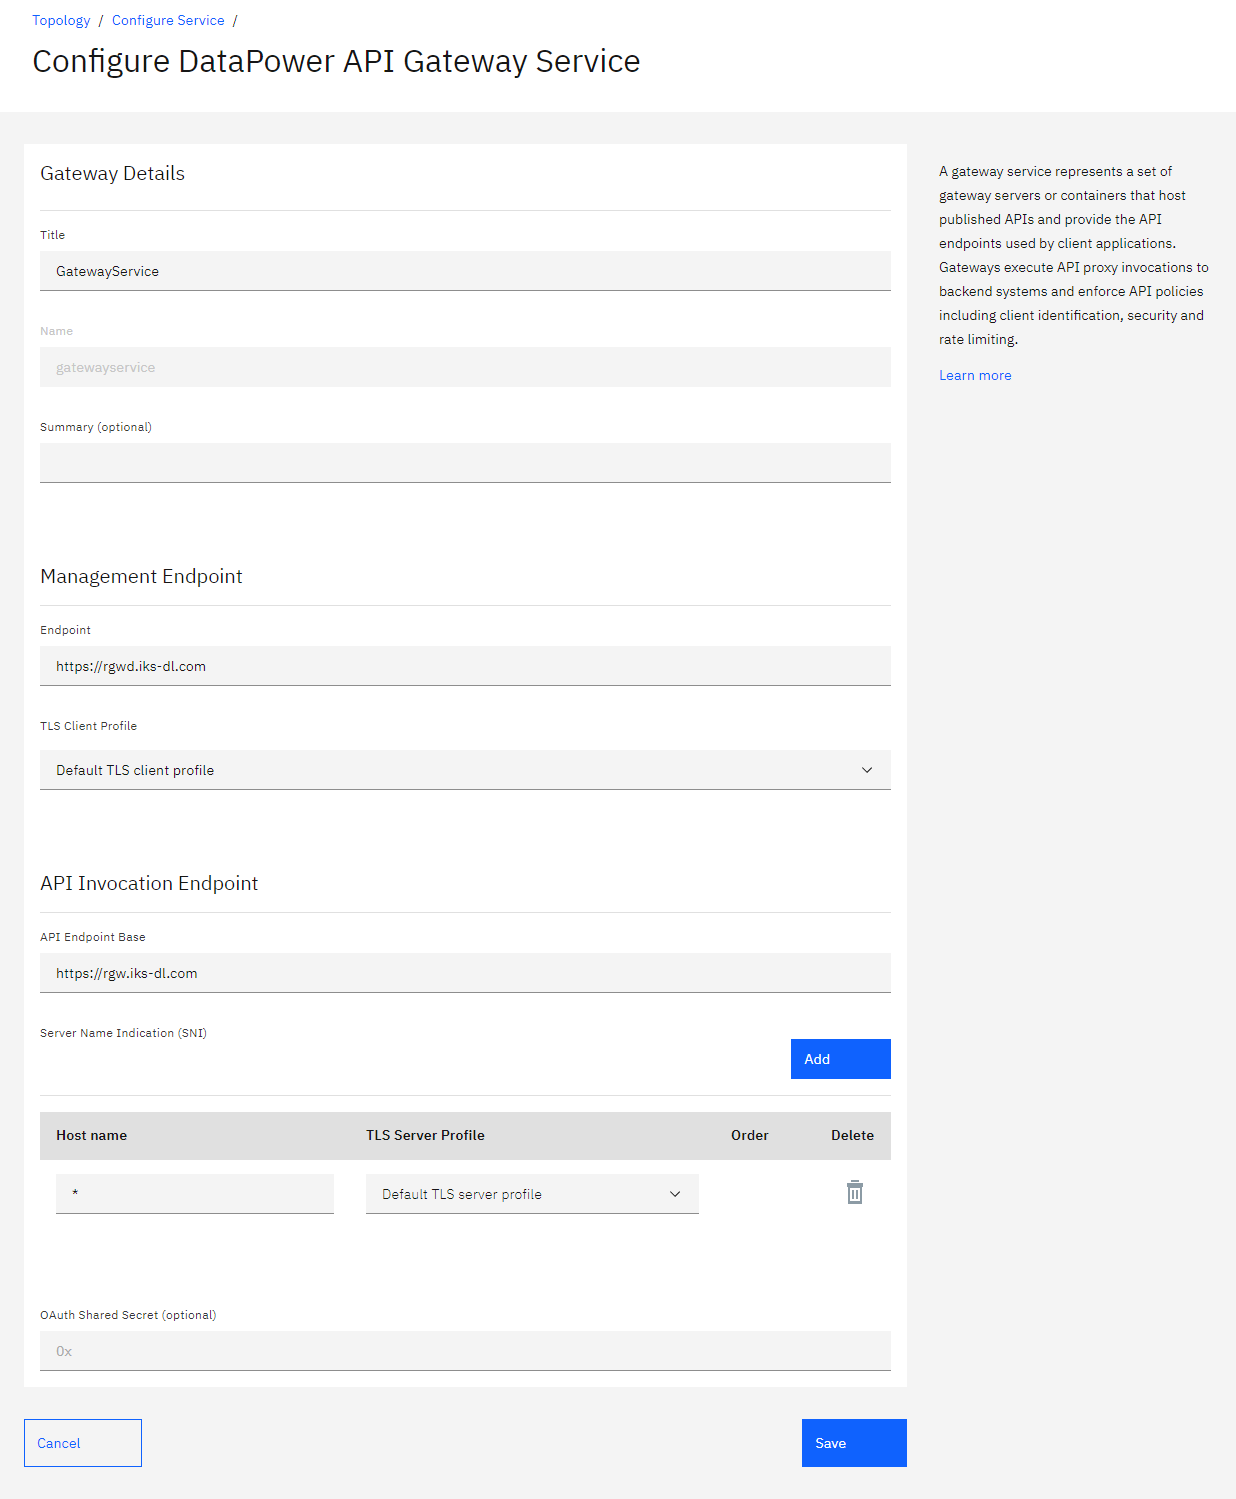 Topology / Configure Service /
Configure DataPower API Gateway Service
Gateway Details
Title
GatewayService
Name
gatewayservice
Summary (optional)
Management Endpoint
Endpoint
https://rgwd.iks-dl.com
TLS Client Profile
Default TLS client profile
API Invocation Endpoint
API Endpoint Base
https://rgw.iks-dl.com
Server Name Indication (SNI)
Add
Host name TLS Server Profile Order Delete
* Default TLS server profile
OAuth Shared Secret (optional)
0x
Cancel Save
A gateway service represents a set of
gateway servers or containers that host
published APIs and provide the API
endpoints used by client applications.
Gateways execute API proxy invocations to
backend systems and enforce API policies
including client identification, security and
rate limiting.
Learn more